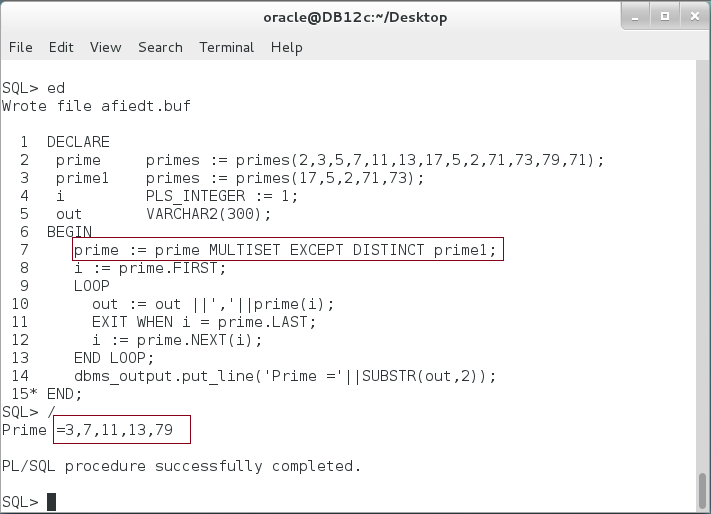 oracle@DB12c:~/Desktop
File Edit View Search Terminal Help
SQL> ed
Wrote file afiedt.buf
1 DECLARE
2 prime primes := primes(2,3,5,7,11,13,17,5,2,71,73,79,71);
3 prime1 primes := primes(17,5,2,71,73);
4 i PLS_INTEGER := 1;
5 out VARCHAR2(300);
6 BEGIN
7 prime := prime MULTISET EXCEPT DISTINCT prime1;
8 i := prime.FIRST;
9 LOOP
10 out := out ||','||prime(i);
11 EXIT WHEN i = prime.LAST;
12 i := prime.NEXT(i);
13 END LOOP;
14 dbms_output.put_line('Prime ='||SUBSTR(out,2));
15* END;
SQL> /
Prime =3,7,11,13,79
PL/SQL procedure successfully completed.
SQL>